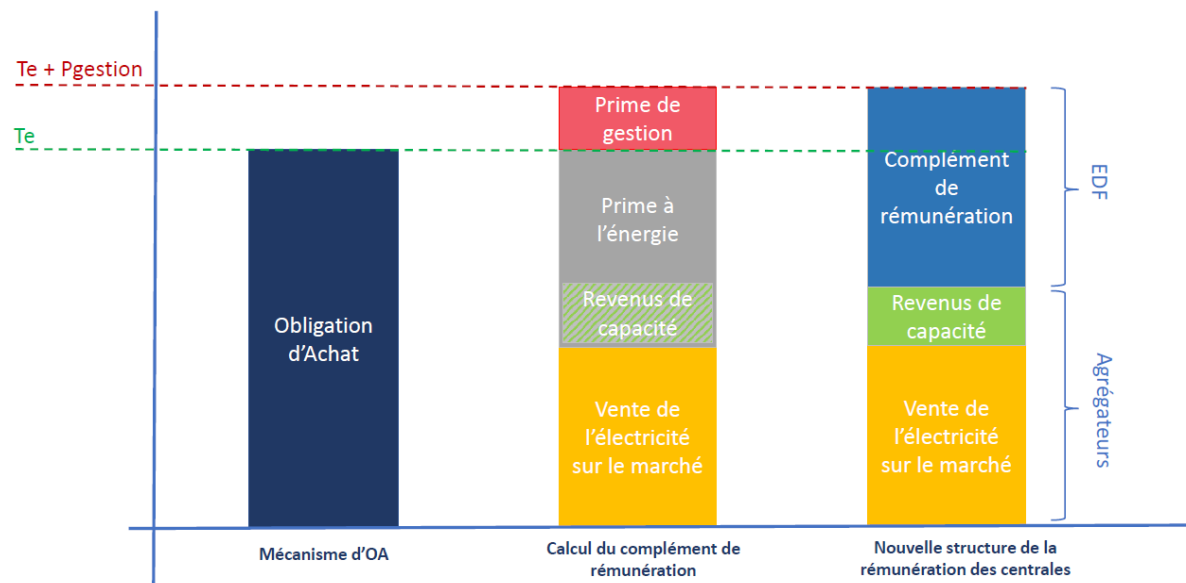 Te + Pgestion
Te
Obligation
d'Achat
Prime de
gestion
Prime à
l'énergie
Revenus de
capacité
Vente de
l'électricité
sur le marché
Complément
de
rémunération
Revenus de
capacité
Vente de
l'électricité
sur le marché
EDF
Agrégateurs
Mécanisme d'OA
Calcul du complément de
rémunération
Nouvelle structure de la
rémunération des centrales